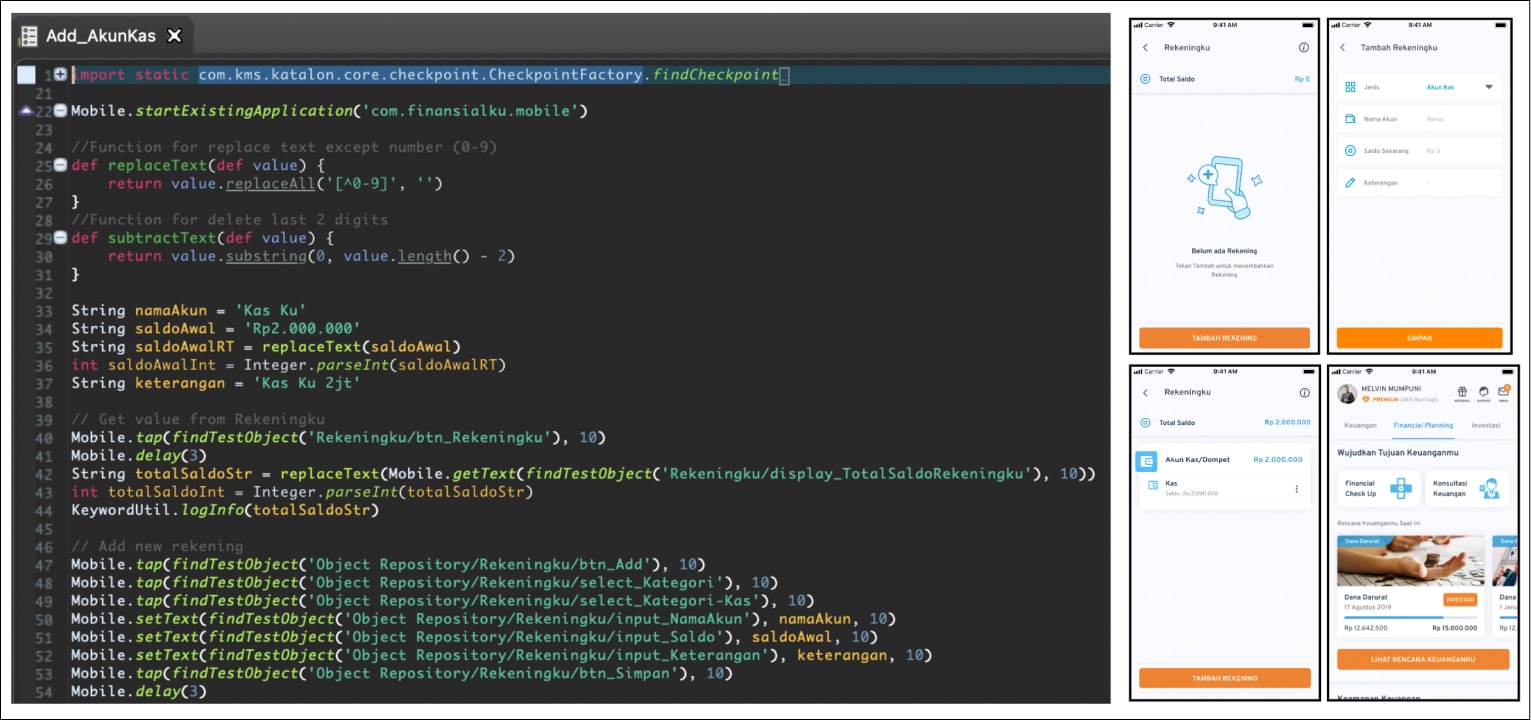 Add_AkunKas
1 import static com.kms.katalon.core.checkpoint.CheckpointFactory.findCheckpoint
21
22 Mobile.startExistingApplication('com.finansialku.mobile')
23
24 //Function for replace text except number (0-9)
25 def replaceText(def value) {
26 return value.replaceAll('[^0-9]', '')
27 }
28 //Function for delete last 2 digits
29 def subtractText(def value) {
30 return value.substring(0, value.length() - 2)
31 }
32
33 String namaAkun = 'Kas Ku'
34 String saldoAwal = 'Rp2.000.000'
35 String saldoAwalRT = replaceText(saldoAwal)
36 int saldoAwalInt = Integer.parseInt(saldoAwalRT)
37 String keterangan = 'Kas Ku 2jt'
38
39 // Get value from Rekeningku
40 Mobile.tap(findTestObject('Rekeningku/btn_Rekeningku'), 10)
41 Mobile.delay(3)
42 String totalSaldoStr = replaceText(Mobile.getText(findTestObject('Rekeningku/display_TotalSaldoRekeningku'), 10))
43 int totalSaldoInt = Integer.parseInt(totalSaldoStr)
44 KeywordUtil.logInfo(totalSaldoStr)
45
46 // Add new rekening
47 Mobile.tap(findTestObject('Object Repository/Rekeningku/btn_Add'), 10)
48 Mobile.tap(findTestObject('Object Repository/Rekeningku/select_Kategori'), 10)
49 Mobile.tap(findTestObject('Object Repository/Rekeningku/select_Kategori-Kas'), 10)
50 Mobile.setText(findTestObject('Object Repository/Rekeningku/input_NamaAkun'), namaAkun, 10)
51 Mobile.setText(findTestObject('Object Repository/Rekeningku/input_Saldo'), saldoAwal, 10)
52 Mobile.setText(findTestObject('Object Repository/Rekeningku/input_Keterangan'), keterangan, 10)
53 Mobile.tap(findTestObject('Object Repository/Rekeningku/btn_Simpan'), 10)
54 Mobile.delay(3)
Carrier 9:41 AM
Rekeningku
Total Saldo Rp 0
Belum ada Rekening
Tekan Tambah untuk menambahkan
Rekening
TAMBAH REKENING
Carrier 9:41 AM
Tambah Rekeningku
Jenis Akun Kas
Nama Akun Nama
Saldo Sekarang Rp 0
Keterangan -
SIMPAN
Carrier 9:41 AM
Rekeningku
Total Saldo Rp 2.000.000
Akun Kas/Dompet Rp 2.000.000
Kas
Saldo : Rp 2.000.000
TAMBAH REKENING
Carrier 9:41 AM
MELVIN MUMPUNI
PREMIUM (365 Hari lagi)
REFERRAL SUPPORT INBOX
Keuangan Financial Planning Investasi
Wujudkan Tujuan Keuanganmu
Financial
Check Up
Konsultasi
Keuangan
Rencana Keuanganmu Saat Ini
Dana Darurat
Dana Darurat
17 Agustus 2019
INVESTASI
Rp 12.642.500 Rp 15.000.000
Dana
1 Janu
Rp 12.
LIHAT RENCANA KEUANGANKU
Keamanan Keuangan